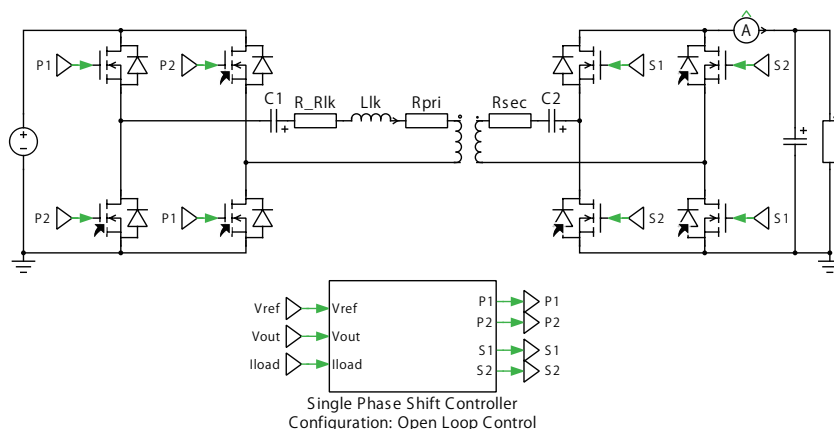 A
P1
P2
S1
S2
C1
R_Rlk
Llk
Rpri
Rsec
C2
P2
P1
S2
S1
Vref
Vref
P1
P1
Vout
Vout
P2
P2
Iload
Iload
S1
S1
S2
S2
Single Phase Shift Controller
Configuration: Open Loop Control